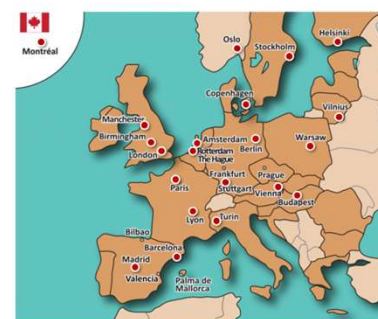 Montréal
Oslo
Helsinki
Stockholm
Copenhagen
Vilnius
Manchester
Birmingham
Amsterdam
Warsaw
Rotterdam
Berlin
London
The Hague
Frankfurt
Prague
Paris
Stuttgart
Vienna
Budapest
Lyon
Turin
Bilbao
Barcelona
Madrid
Palma de
Mallorca
Valencia